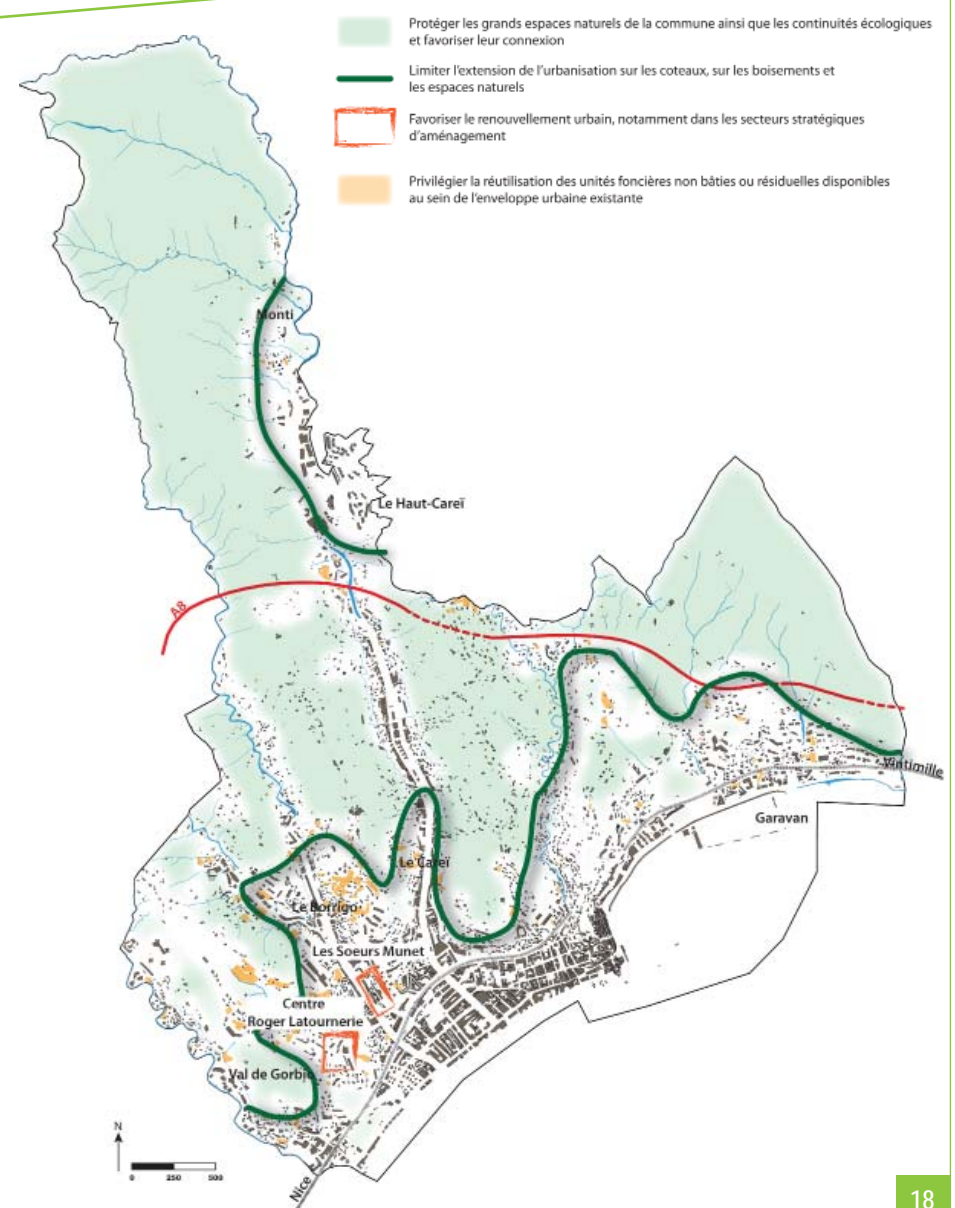 Protéger les grands espaces naturels de la commune ainsi que les continuités écologiques
et favoriser leur connexion
Limiter l'extension de l'urbanisation sur les coteaux, sur les boisements et
les espaces naturels
Favoriser le renouvellement urbain, notamment dans les secteurs stratégiques
d'aménagement
Privilégier la réutilisation des unités foncières non bâties ou résiduelles disponibles
au sein de l'enveloppe urbaine existante
Monti
Le Haut-Careï
A8
Vintimille
Garavan
Le Careï
Le Borrigo
Les Soeurs Munet
Centre
Roger Latournerie
Val de Gorbio
N
0 250 500
Nice
18